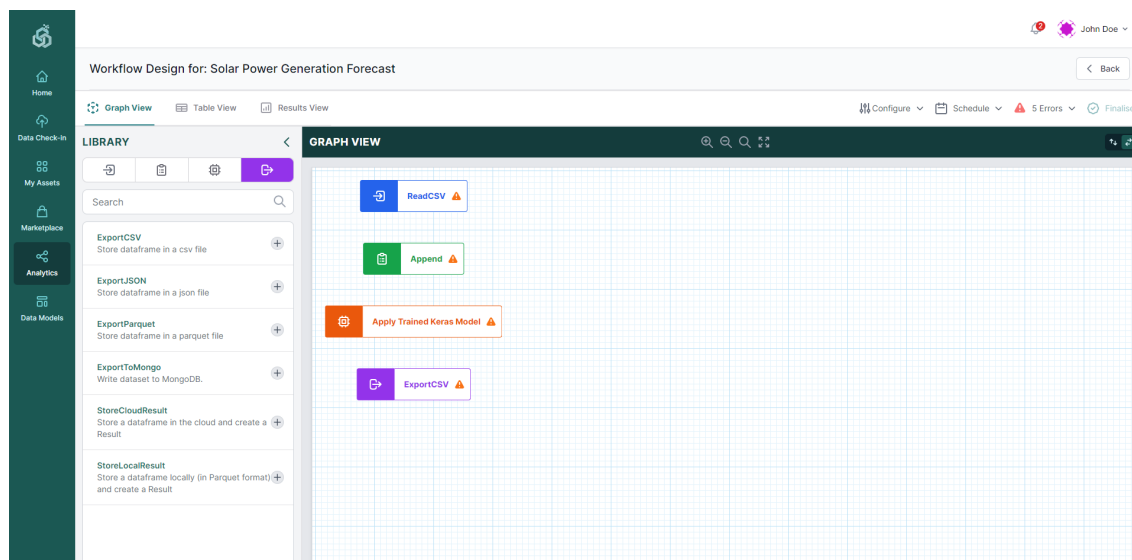 2
John Doe
Workflow Design for: Solar Power Generation Forecast
Back
Home
Data Check-In
My Assets
Marketplace
Analytics
Data Models
Graph View
Table View
Results View
Configure
Schedule
5 Errors
Finalise
LIBRARY
GRAPH VIEW
Search
ExportCSV
Store dataframe in a csv file
ExportJSON
Store dataframe in a json file
ExportParquet
Store dataframe in a parquet file
ExportToMongo
Write dataset to MongoDB.
StoreCloudResult
Store a dataframe in the cloud and create a
Result
StoreLocalResult
Store a dataframe locally (in Parquet format)
and create a Result
ReadCSV
Append
Apply Trained Keras Model
ExportCSV